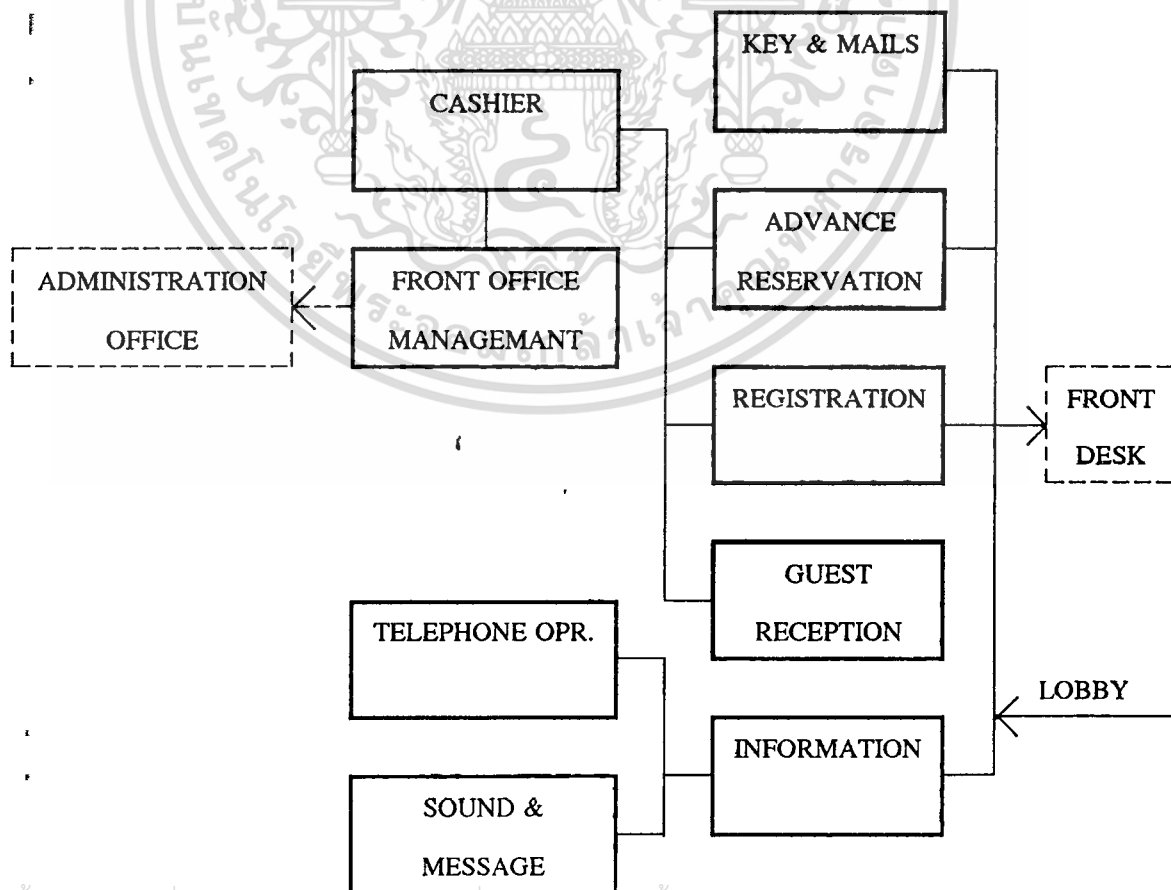 KEY & MAILS
CASHIER
ADVANCE
RESERVATION
ADMINISTRATION
OFFICE
FRONT OFFICE
MANAGEMANT
REGISTRATION
FRONT
DESK
GUEST
RECEPTION
TELEPHONE OPR.
LOBBY
INFORMATION
SOUND &
MESSAGE